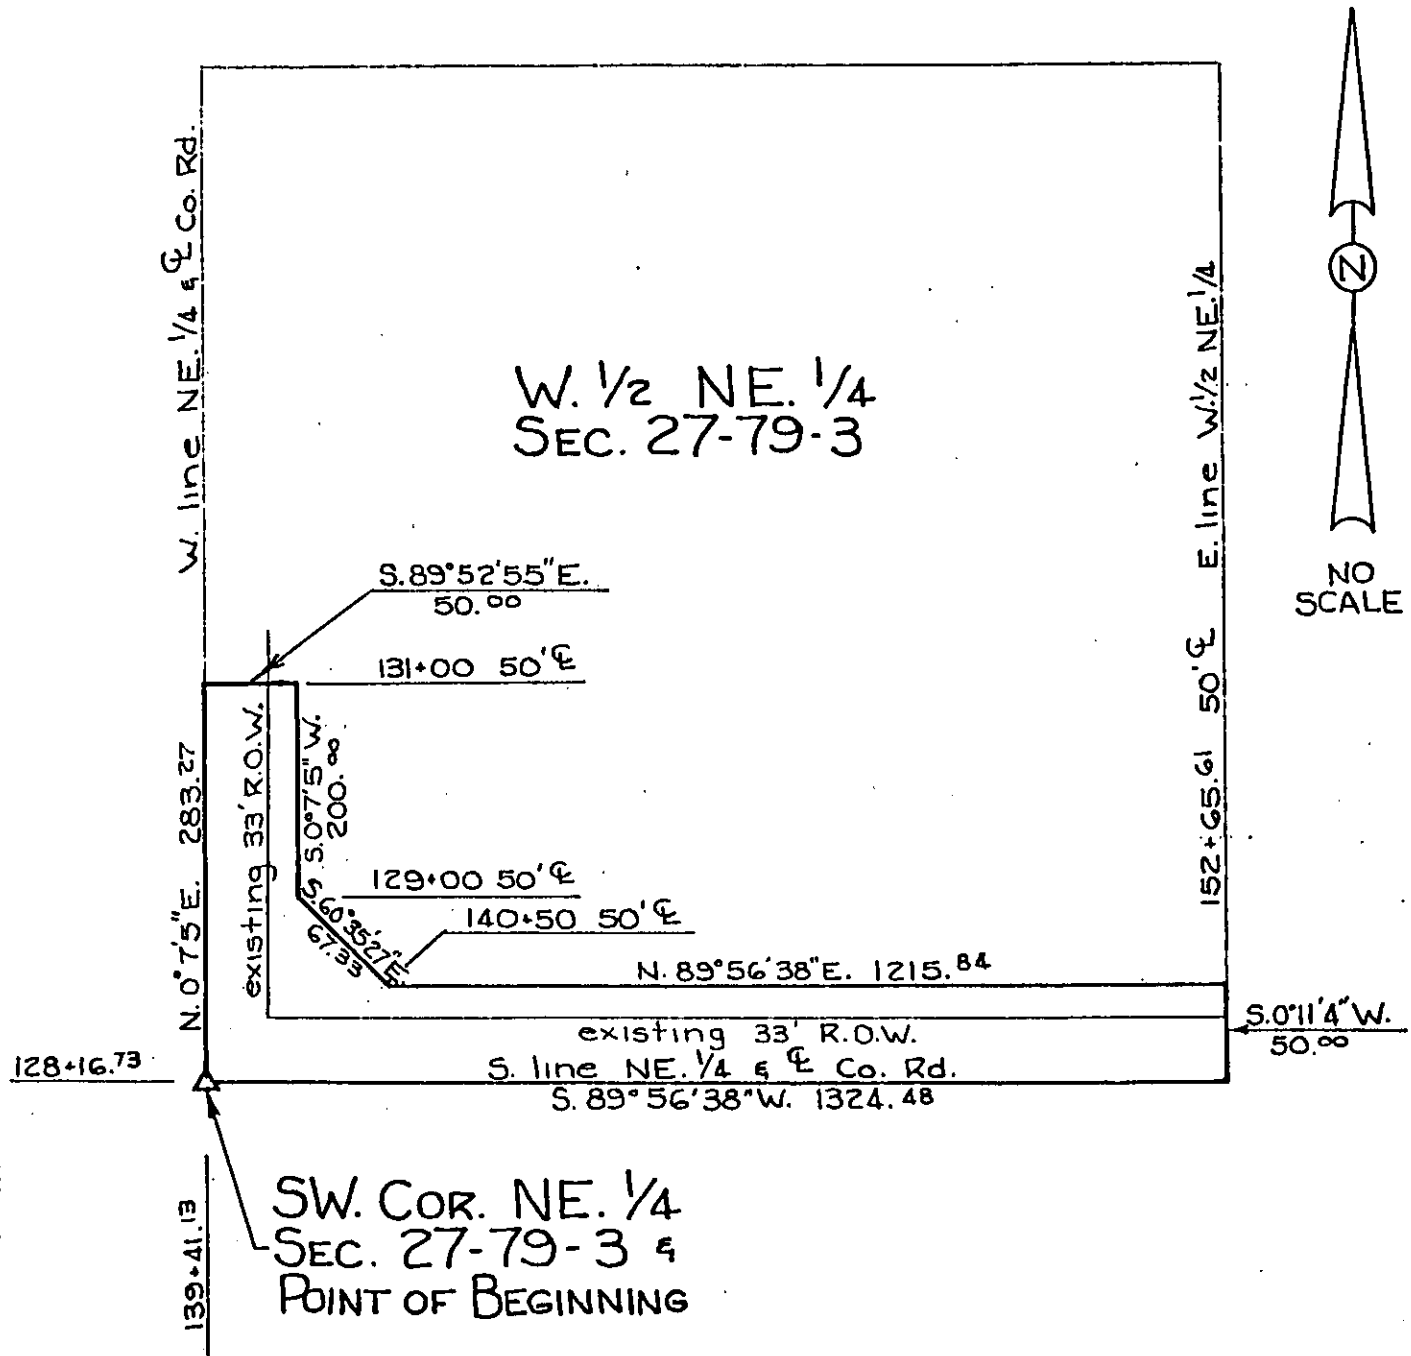 W. line NE. 1/4 & ℄ Co. Rd.
W. 1/2 NE. 1/4
SEC. 27-79-3
E. line W. 1/2 NE. 1/4
152+65.61 50' ℄
N
NO
SCALE
S. 89°52'55" E.
50.00
131+00 50' ℄
N. 0°7'5" E. 283.27
existing 33' R.O.W.
S. 0°7'5" W.
200.00
129+00 50' ℄
S. 60°35'27" E.
67.33
140+50 50' ℄
N. 89°56'38" E. 1215.84
existing 33' R.O.W.
S. 0°11'4" W.
50.00
128+16.73
S. line NE. 1/4 & ℄ Co. Rd.
S. 89°56'38" W. 1324.48
139+41.13
SW. COR. NE. 1/4
SEC. 27-79-3 &
POINT OF BEGINNING